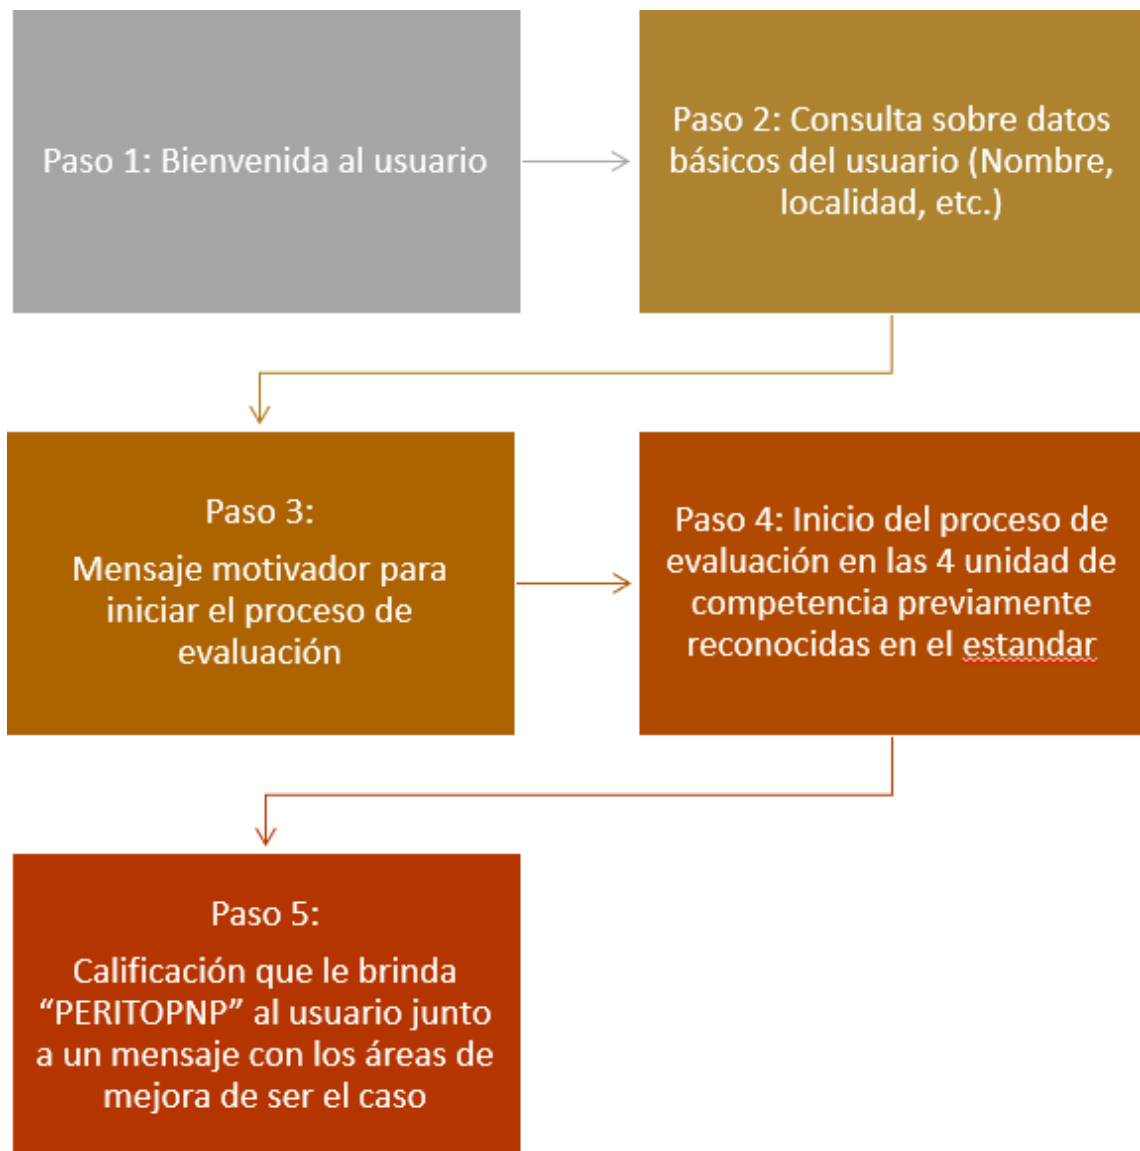 Paso 1: Bienvenida al usuario
Paso 2: Consulta sobre datos
básicos del usuario (Nombre,
localidad, etc.)
Paso 3:
Mensaje motivador para
iniciar el proceso de
evaluación
Paso 4: Inicio del proceso de
evaluación en las 4 unidad de
competencia previamente
reconocidas en el estandar
Paso 5:
Calificación que le brinda
“PERITOPNP” al usuario junto
a un mensaje con los áreas de
mejora de ser el caso